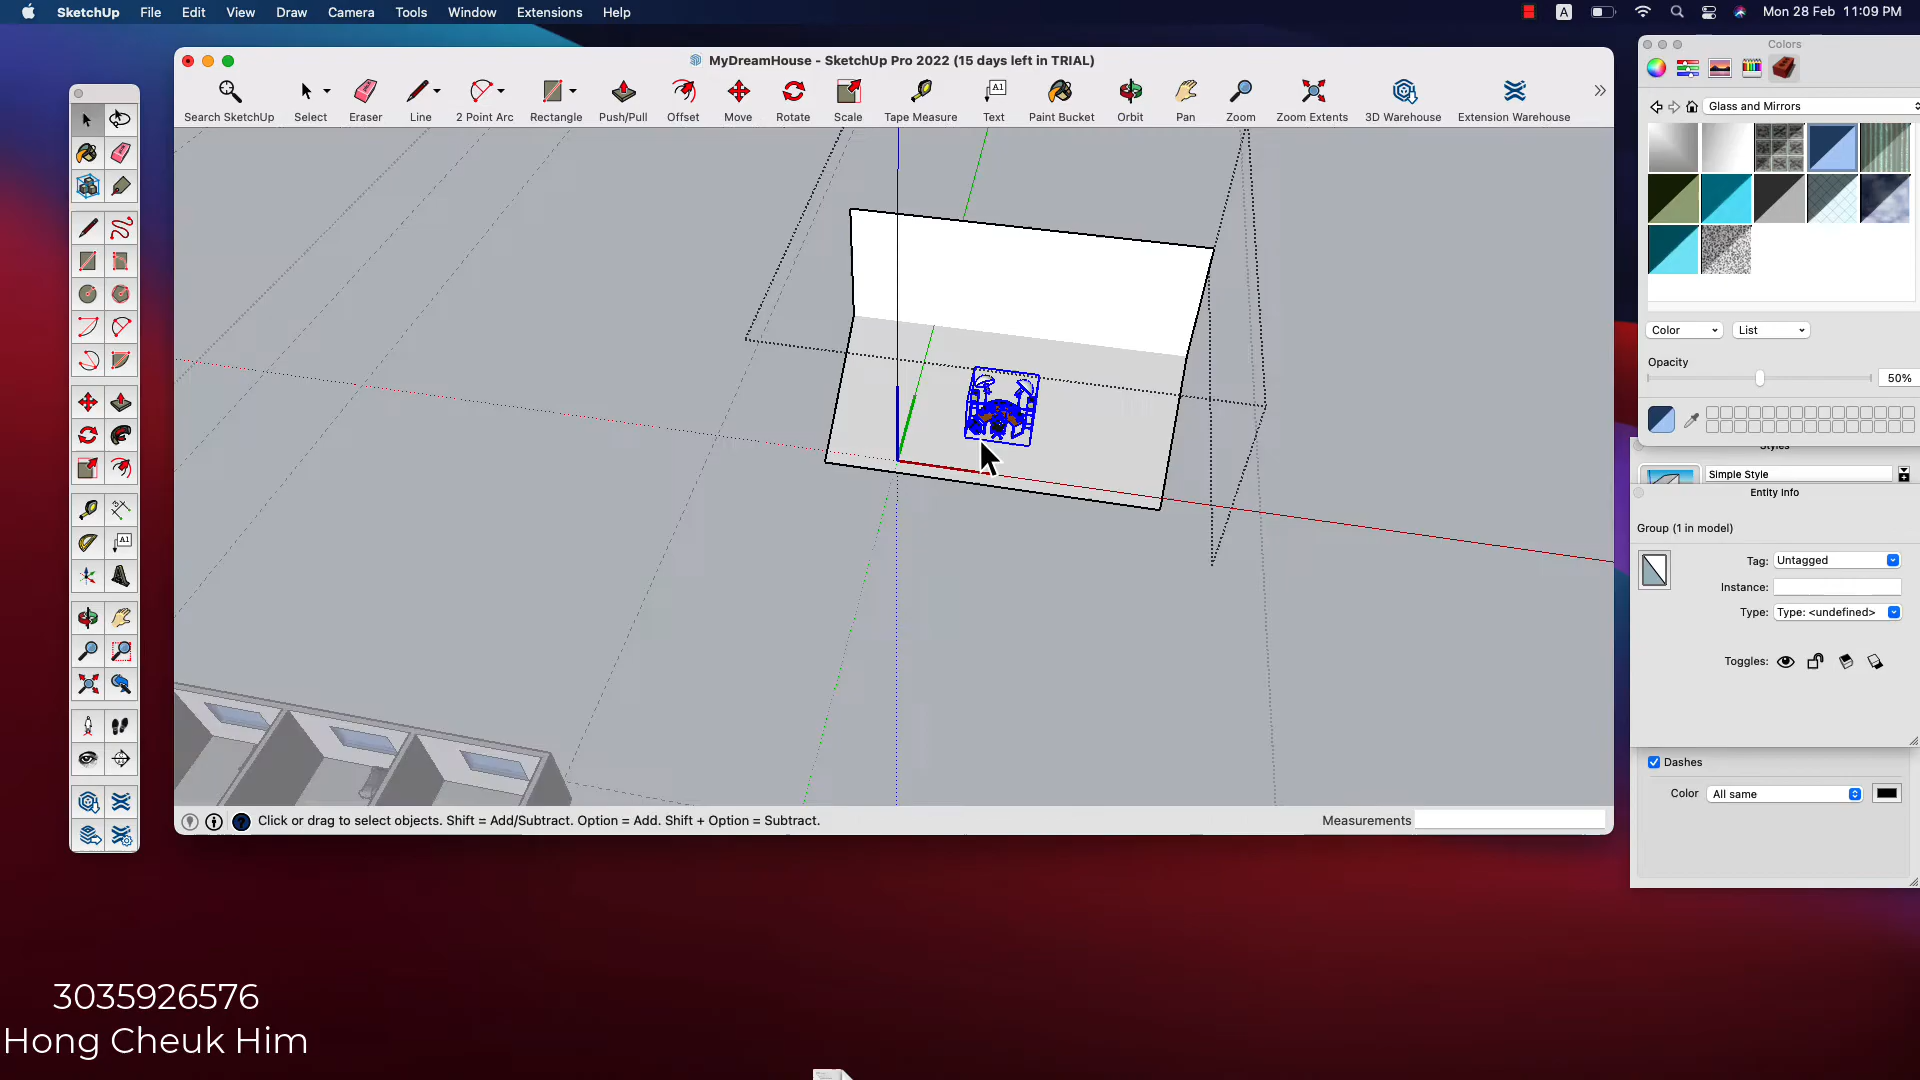 SketchUp File Edit View Draw Camera Tools Window Extensions Help
A
Mon 28 Feb 11:09 PM
MyDreamHouse - SketchUp Pro 2022 (15 days left in TRIAL)
Search SketchUp Select Eraser Line 2 Point Arc Rectangle Push/Pull Offset Move Rotate Scale Tape Measure Text Paint Bucket Orbit Pan Zoom Zoom Extents 3D Warehouse Extension Warehouse
A1
A1
Colors
Glass and Mirrors
Color List
Opacity
50%
Styles
Simple Style
Entity Info
Group (1 in model)
Tag: Untagged
Instance:
Type: Type: <undefined>
Toggles:
Dashes
Color All same
Click or drag to select objects. Shift = Add/Subtract. Option = Add. Shift + Option = Subtract.
Measurements
3035926576
Hong Cheuk Him